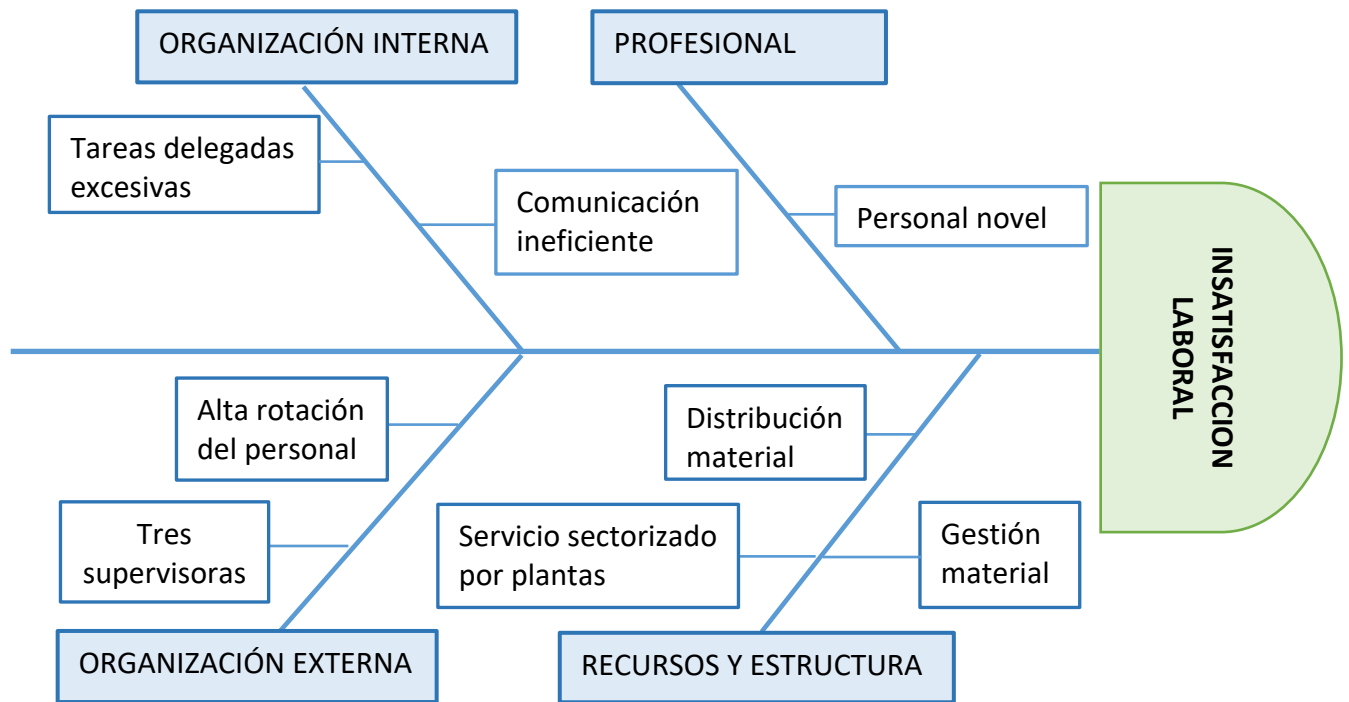 ORGANIZACIÓN INTERNA
PROFESIONAL
Tareas delegadas
excesivas
Comunicación
ineficiente
Personal novel
INSATISFACCION
LABORAL
Alta rotación
del personal
Distribución
material
Tres
supervisoras
Servicio sectorizado
por plantas
Gestión
material
ORGANIZACIÓN EXTERNA
RECURSOS Y ESTRUCTURA